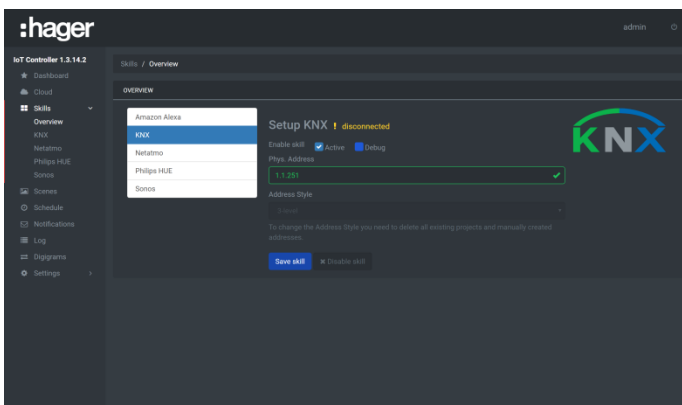 :hager
admin
IoT Controller 1.3.14.2
Skills / Overview
Dashboard
Cloud
OVERVIEW
Skills
Overview
KNX
Netatmo
Philips HUE
Sonos
Scenes
Schedule
Notifications
Log
Digigrams
Settings
Amazon Alexa
KNX
Netatmo
Philips HUE
Sonos
Setup KNX ! disconnected
Enable skill Active Debug
Phys. Address
1.1.251
Address Style
To change the Address Style you need to delete all existing projects and manually created
addresses.
Save skill Disable skill
KNX